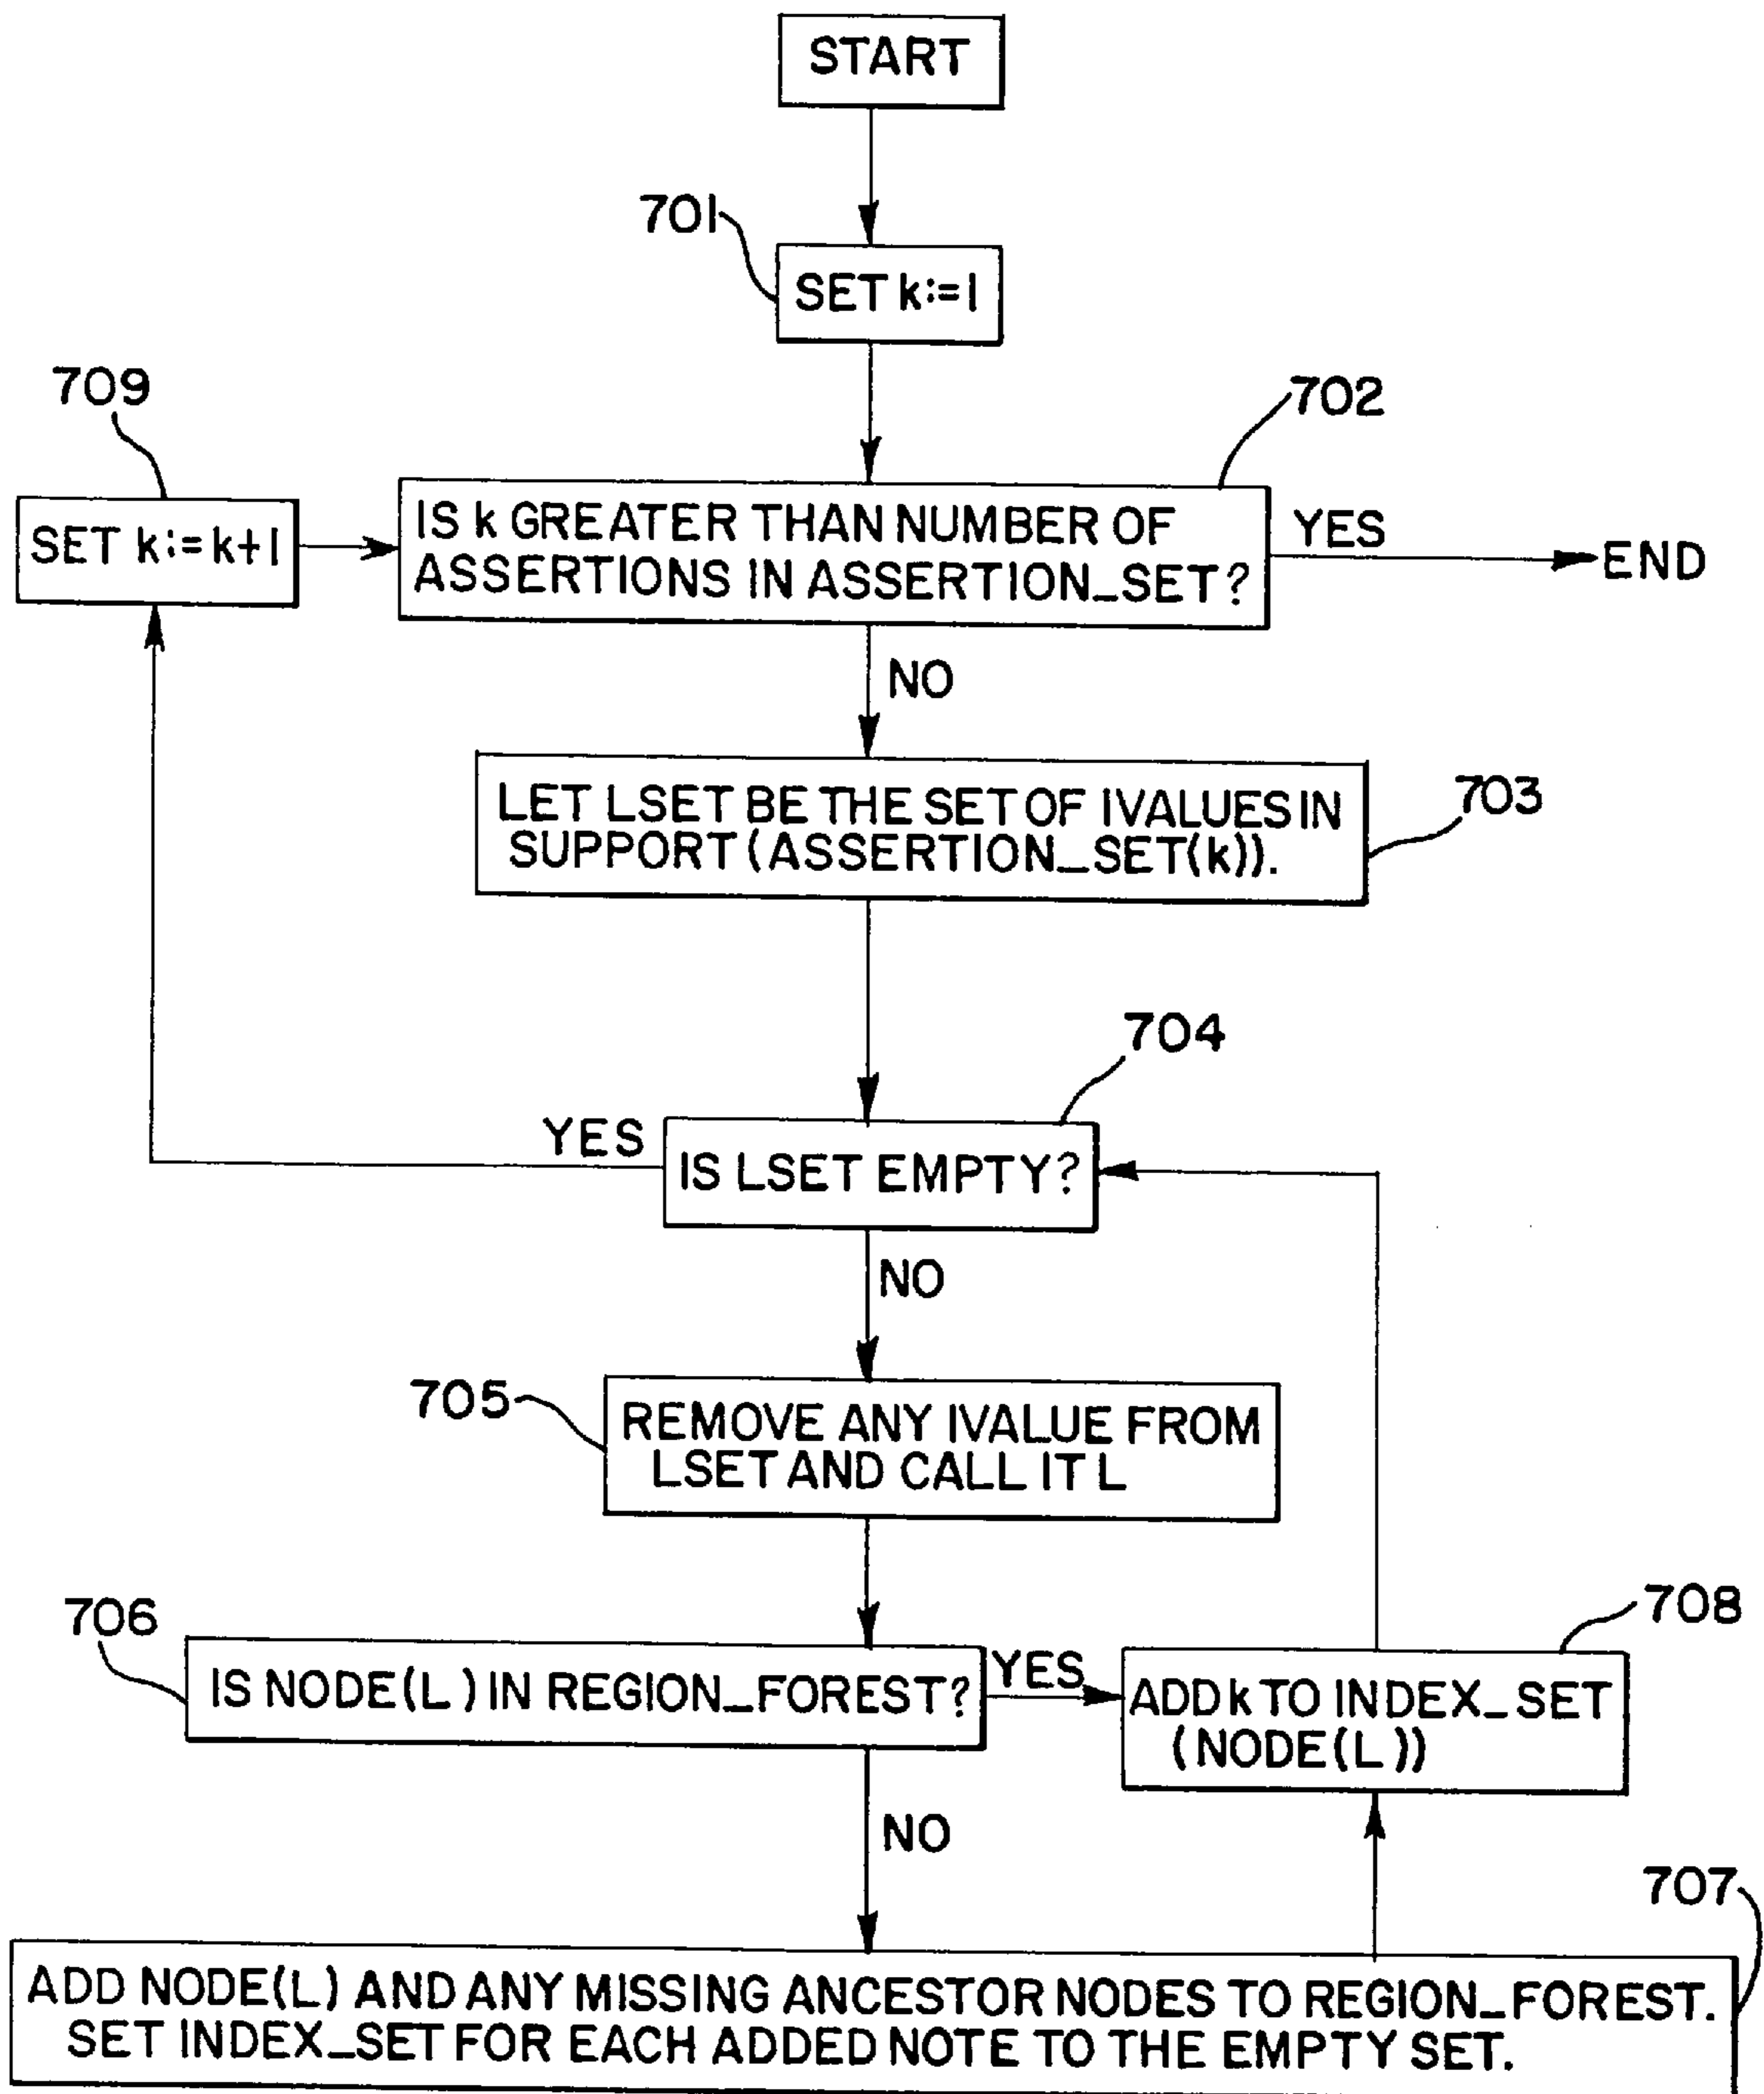 START
701
SET k:=1
709
702
SET k:=k+1
IS k GREATER THAN NUMBER OF
ASSERTIONS IN ASSERTION_SET?
YES
END
NO
LET LSET BE THE SET OF lVALUES IN
SUPPORT (ASSERTION_SET(k)).
703
704
YES
IS LSET EMPTY?
NO
705
REMOVE ANY lVALUE FROM
LSET AND CALL IT L
706
708
IS NODE(L) IN REGION_FOREST?
YES
ADD k TO INDEX_SET
(NODE(L))
NO
707
ADD NODE(L) AND ANY MISSING ANCESTOR NODES TO REGION_FOREST.
SET INDEX_SET FOR EACH ADDED NOTE TO THE EMPTY SET.